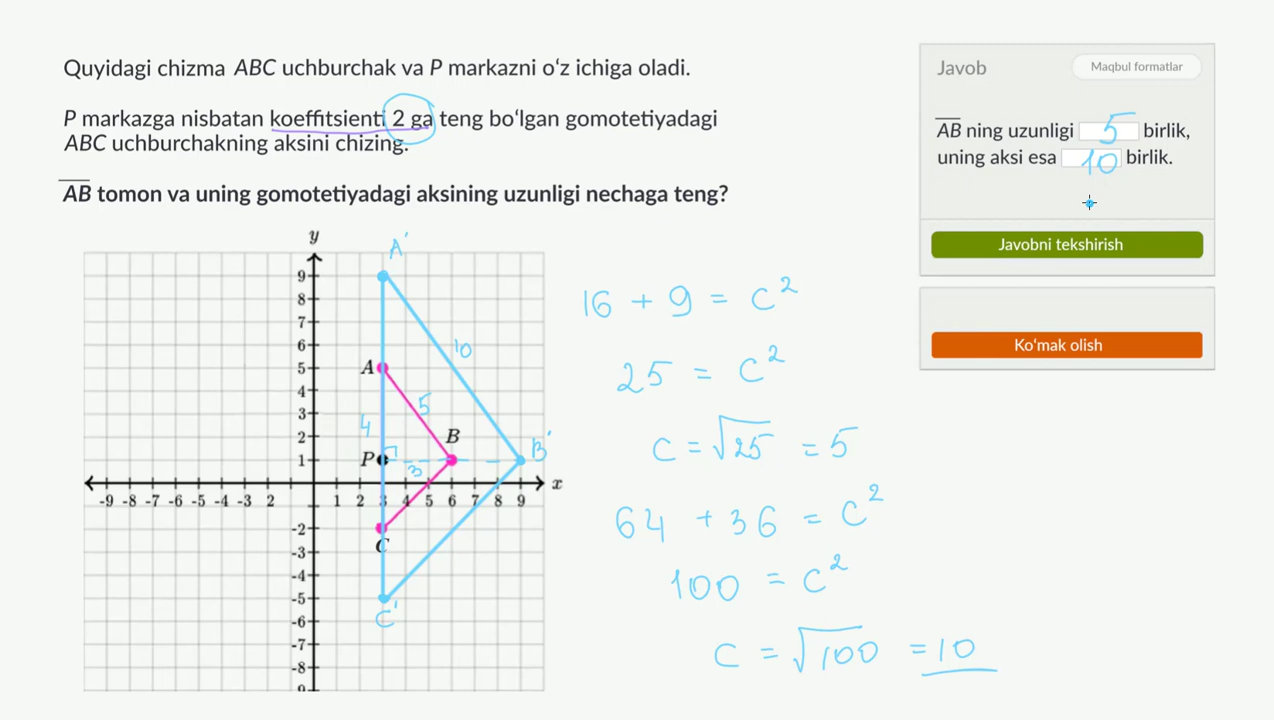 Quyidagi chizma ABC uchburchak va P markazni o‘z ichiga oladi.
P markazga nisbatan koeffitsienti 2 ga teng bo‘lgan gomotetiyadagi
ABC uchburchakning aksini chizing.
AB tomon va uning gomotetiyadagi aksining uzunligi nechaga teng?
Javob
Maqbul formatlar
AB ning uzunligi 5 birlik,
uning aksi esa 10 birlik.
Javobni tekshirish
Ko‘mak olish
y
A'
9
8
7
6
10
A 5
4
5
3
4
2
B
B'
P 1
3
x
-9 -8 -7 -6 -5 -4 -3 2 1 2 3 4 5 6 7 8 9
-2
C
-3
-4
-5
C'
-6
-7
-8
9
16 + 9 = c²
25 = c²
c = √25 = 5
64 + 36 = c²
100 = c²
c = √100 = 10